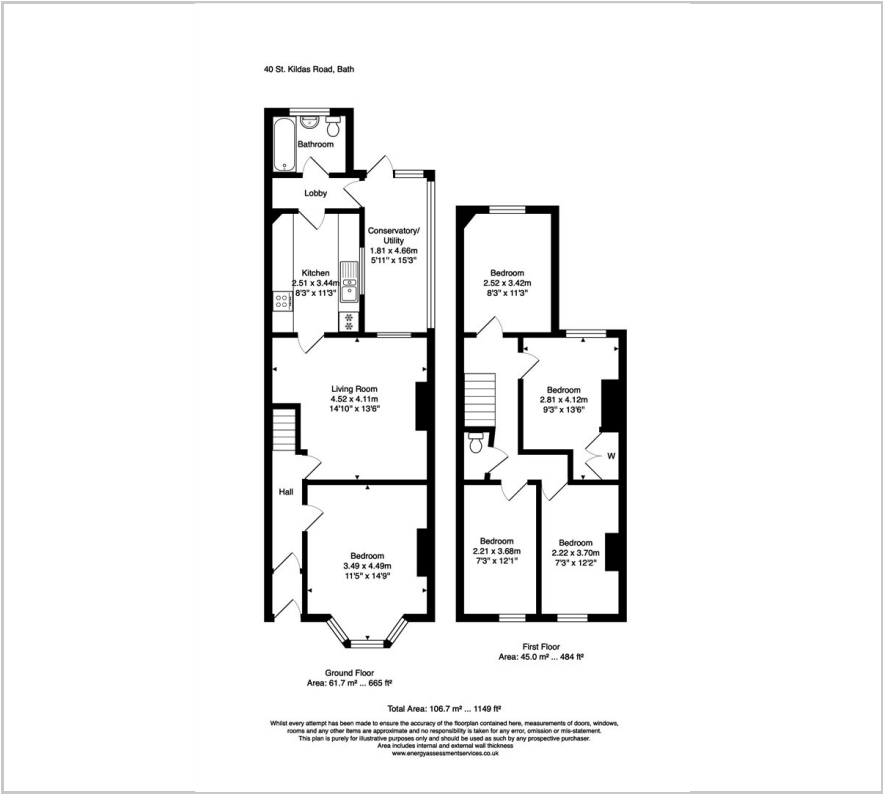 40 St. Kildas Road, Bath
Bathroom
Lobby
Conservatory/
Utility
1.81 x 4.66m
5'11" x 15'3"
Kitchen
2.51 x 3.44m
8'3" x 11'3"
Living Room
4.52 x 4.11m
14'10" x 13'6"
Hall
Bedroom
3.49 x 4.49m
11'5" x 14'9"
Ground Floor
Area: 61.7 m² ... 665 ft²
Bedroom
2.52 x 3.42m
8'3" x 11'3"
Bedroom
2.81 x 4.12m
9'3" x 13'6"
W
Bedroom
2.21 x 3.68m
7'3" x 12'1"
Bedroom
2.22 x 3.70m
7'3" x 12'2"
First Floor
Area: 45.0 m² ... 484 ft²
Total Area: 106.7 m² ... 1149 ft²
Whilst every attempt has been made to ensure the accuracy of the floorplan contained here, measurements of doors, windows,
rooms and any other items are approximate and no responsibility is taken for any error, omission or mis-statement.
This plan is purely for illustrative purposes only and should be used as such by any prospective purchaser.
Area includes internal and external wall thickness
www.energyassessmentservices.co.uk